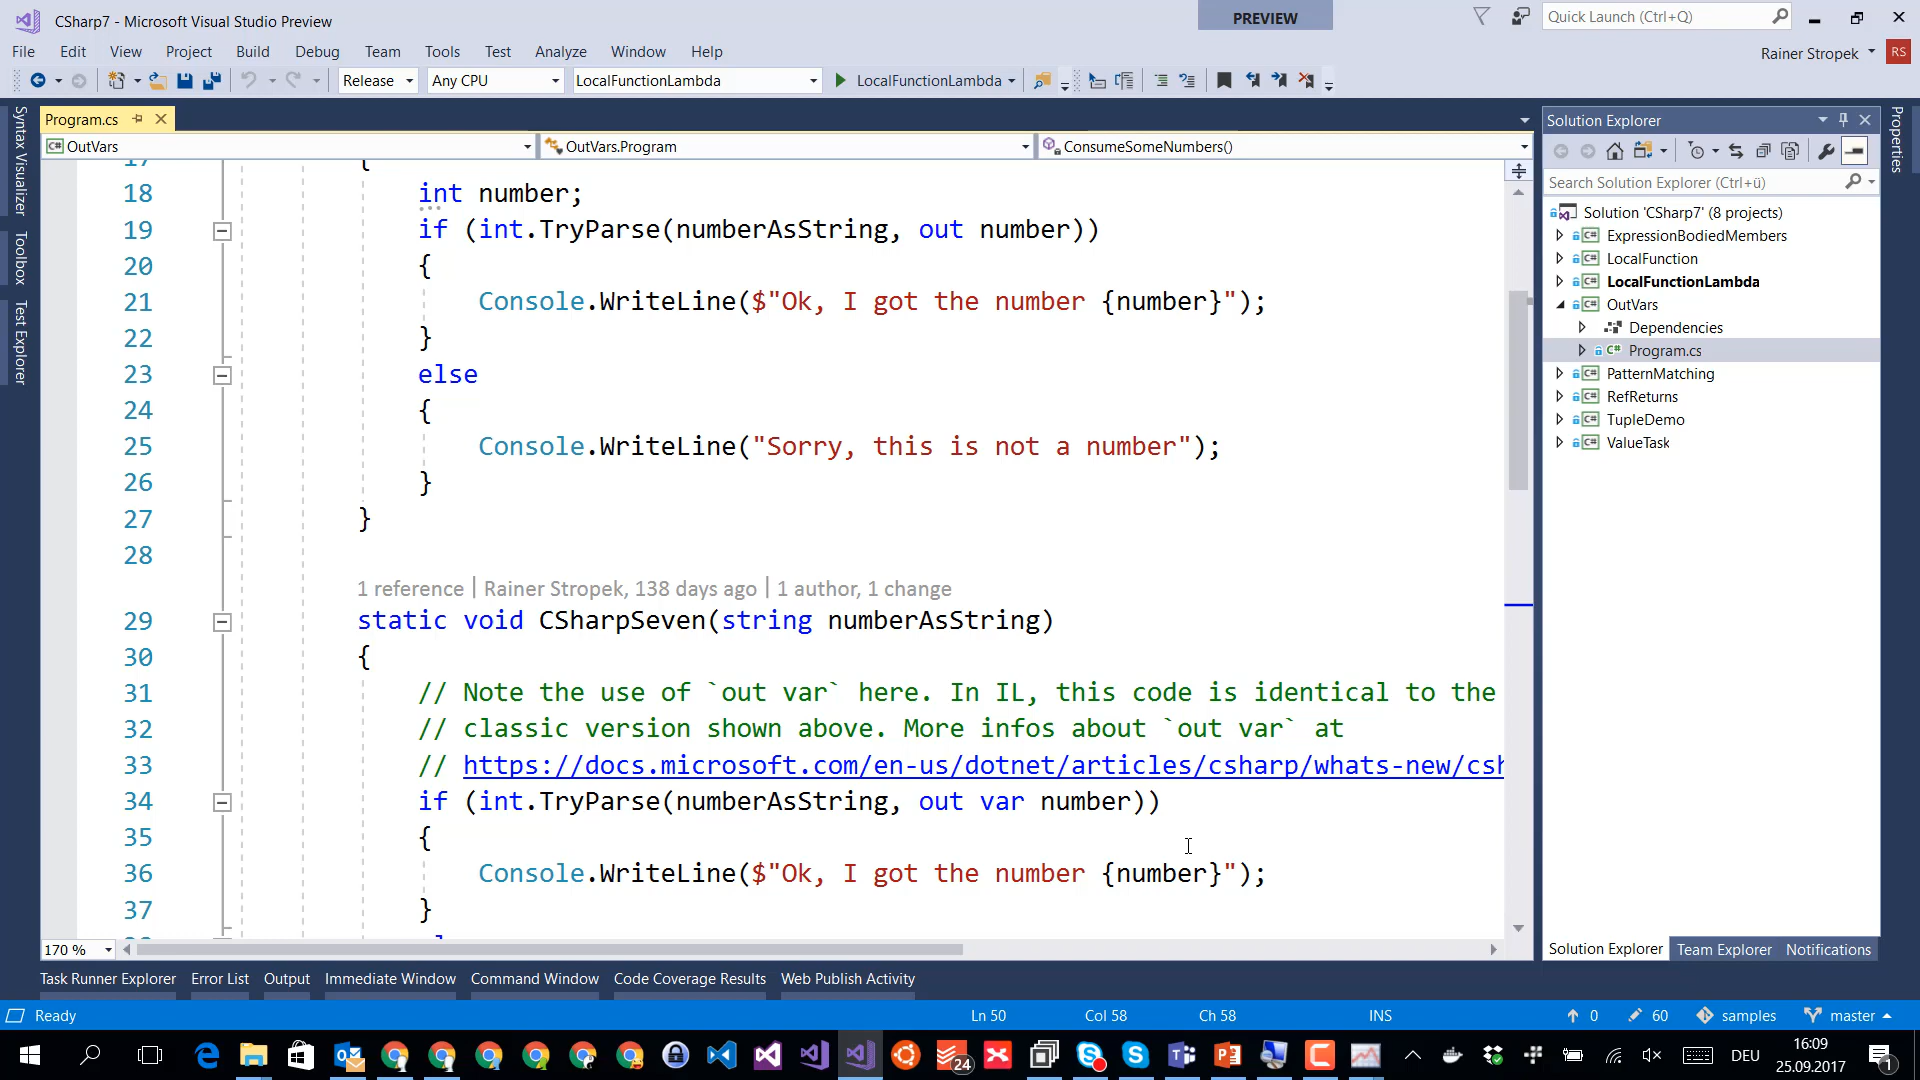 CSharp7 - Microsoft Visual Studio Preview
PREVIEW
Quick Launch (Ctrl+Q)
File Edit View Project Build Debug Team Tools Test Analyze Window Help
Rainer Stropek RS
Release Any CPU LocalFunctionLambda LocalFunctionLambda
Syntax Visualizer
Toolbox
Test Explorer
Program.cs
OutVars OutVars.Program ConsumeSomeNumbers()
18 int number;
19 if (int.TryParse(numberAsString, out number))
20 {
21 Console.WriteLine($"Ok, I got the number {number}");
22 }
23 else
24 {
25 Console.WriteLine("Sorry, this is not a number");
26 }
27 }
28
1 reference | Rainer Stropek, 138 days ago | 1 author, 1 change
29 static void CSharpSeven(string numberAsString)
30 {
31 // Note the use of `out var` here. In IL, this code is identical to the
32 // classic version shown above. More infos about `out var` at
33 // https://docs.microsoft.com/en-us/dotnet/articles/csharp/whats-new/csh
34 if (int.TryParse(numberAsString, out var number))
35 {
36 Console.WriteLine($"Ok, I got the number {number}");
37 }
170 %
Solution Explorer
Search Solution Explorer (Ctrl+ü)
Solution 'CSharp7' (8 projects)
C# ExpressionBodiedMembers
C# LocalFunction
C# LocalFunctionLambda
C# OutVars
Dependencies
C# Program.cs
C# PatternMatching
C# RefReturns
C# TupleDemo
C# ValueTask
Solution Explorer Team Explorer Notifications
Properties
Task Runner Explorer Error List Output Immediate Window Command Window Code Coverage Results Web Publish Activity
Ready Ln 50 Col 58 Ch 58 INS 0 60 samples master
24
DEU
16:09
25.09.2017
1